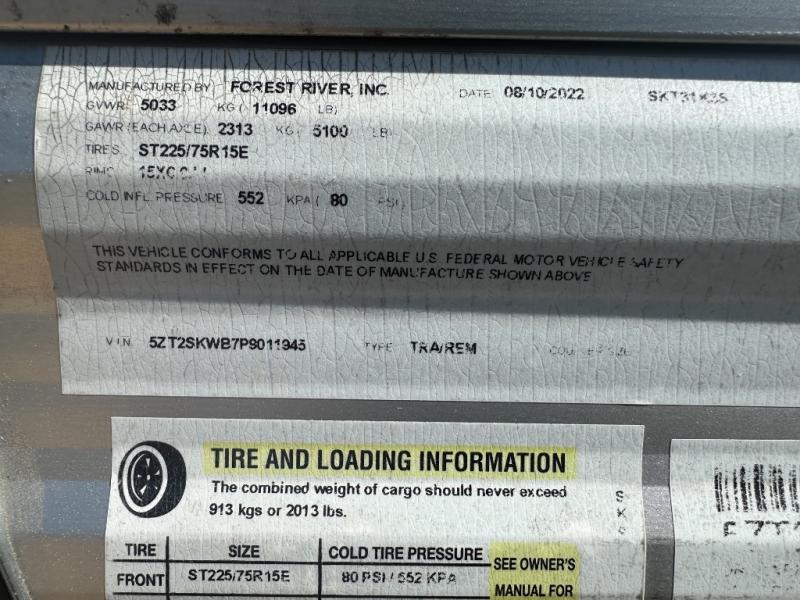 MANUFACTURED BY FOREST RIVER, INC. DATE 08/10/2022
GVWR 5033 KG ( 11096 LB)
GAWR (EACH AXLE) 2313 KG 5100 LB)
TIRES ST225/75R15E
RIMS
COLD INFL. PRESSURE 552 KPA ( 80 PSI)
THIS VEHICLE CONFORMS TO ALL APPLICABLE U.S. FEDERAL MOTOR VEHICLE SAFETY
STANDARDS IN EFFECT ON THE DATE OF MANUFACTURE SHOWN ABOVE
VIN 5ZT2SKWB7P9011945 TYPE TRA/REM
TIRE AND LOADING INFORMATION
The combined weight of cargo should never exceed
913 kgs or 2013 lbs.
TIRE SIZE COLD TIRE PRESSURE
FRONT ST225/75R15E 80 PSI / 552 KPA
SEE OWNER'S
MANUAL FOR